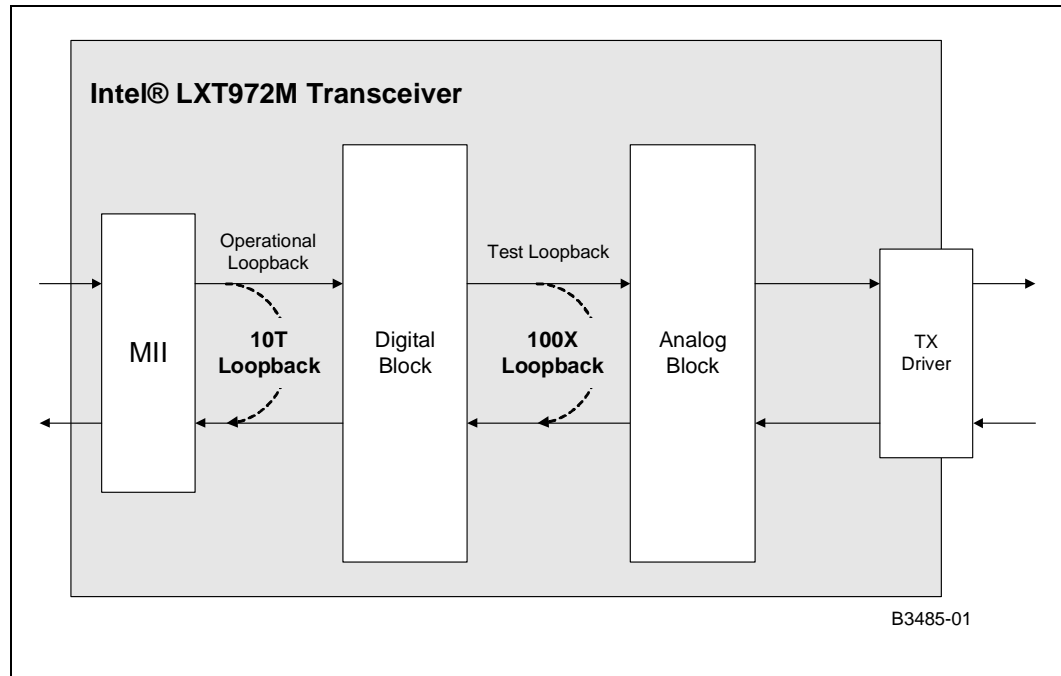 Intel® LXT972M Transceiver
Operational
Loopback
Test Loopback
MII
10T
Loopback
Digital
Block
100X
Loopback
Analog
Block
TX
Driver
B3485-01